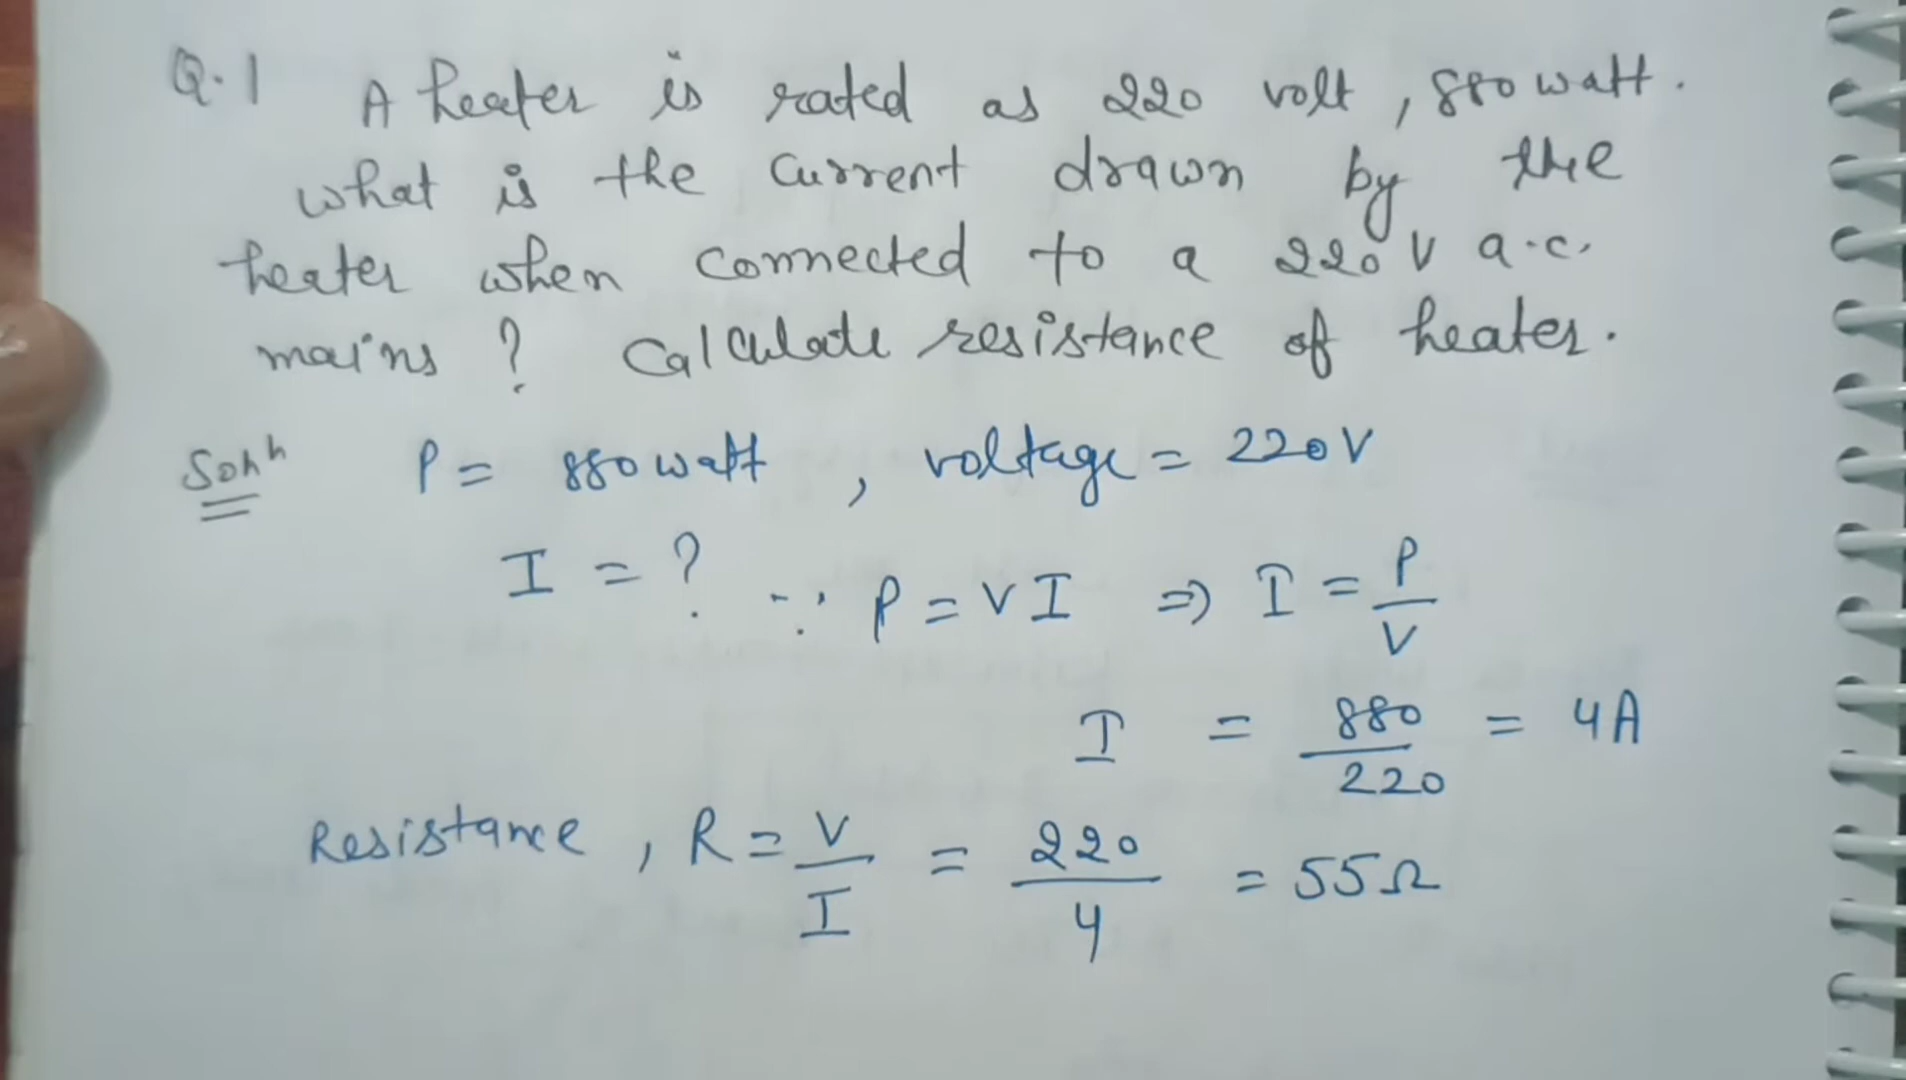 Q.1 A heater is rated as 220 volt, 880 watt.
what is the current drawn by the
heater when connected to a 220 V a.c.
mains ? Calculate resistance of heater.
Soln P = 880 watt , voltage = 220V
I = ? ∵ P = VI ⇒ I = P/V
I = 880/220 = 4A
Resistance , R = V/I = 220/4 = 55Ω